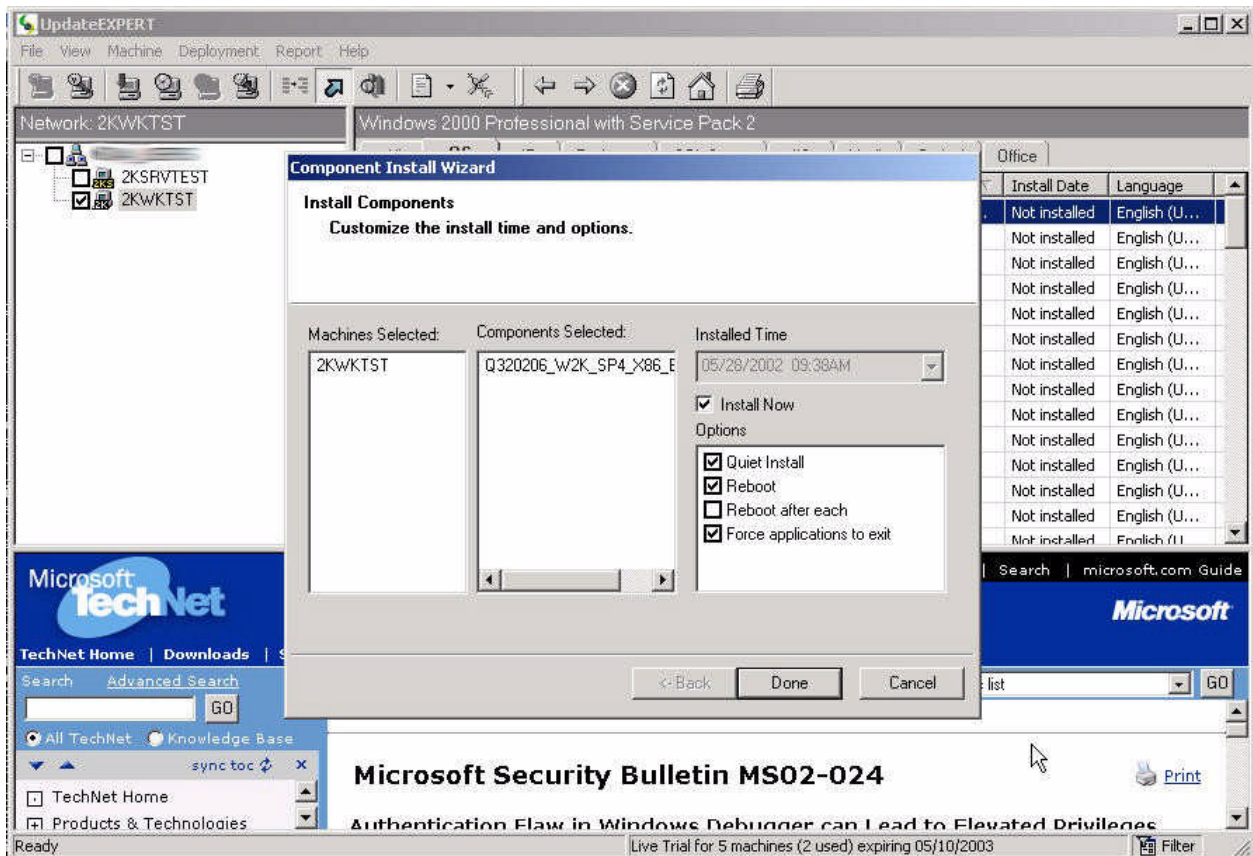 UpdateEXPERT
File View Machine Deployment Report Help
Network: 2KWKTST
Windows 2000 Professional with Service Pack 2
2KSRVTEST
2KWKTST
Office
Install Date Language
Not installed English (U...
Not installed English (U...
Not installed English (U...
Not installed English (U...
Not installed English (U...
Not installed English (U...
Not installed English (U...
Not installed English (U...
Not installed English (U...
Not installed English (U...
Not installed English (U...
Not installed English (U...
Not installed English (U...
Not installed English (U
Component Install Wizard
Install Components
Customize the install time and options.
Machines Selected:
2KWKTST
Components Selected:
Q320206_W2K_SP4_X86_E
Installed Time
05/28/2002 09:38AM
Install Now
Options
Quiet Install
Reboot
Reboot after each
Force applications to exit
<- Back Done Cancel
Microsoft
TechNet
| Search | microsoft.com Guide
Microsoft
TechNet Home | Downloads | S
Search Advanced Search
GO
list GO
All TechNet Knowledge Base
sync toc x
TechNet Home
Products & Technologies
Microsoft Security Bulletin MS02-024
Print
Authentication Flaw in Windows Debugger can Lead to Elevated Privileges
Ready
Live Trial for 5 machines (2 used) expiring 05/10/2003
Filter